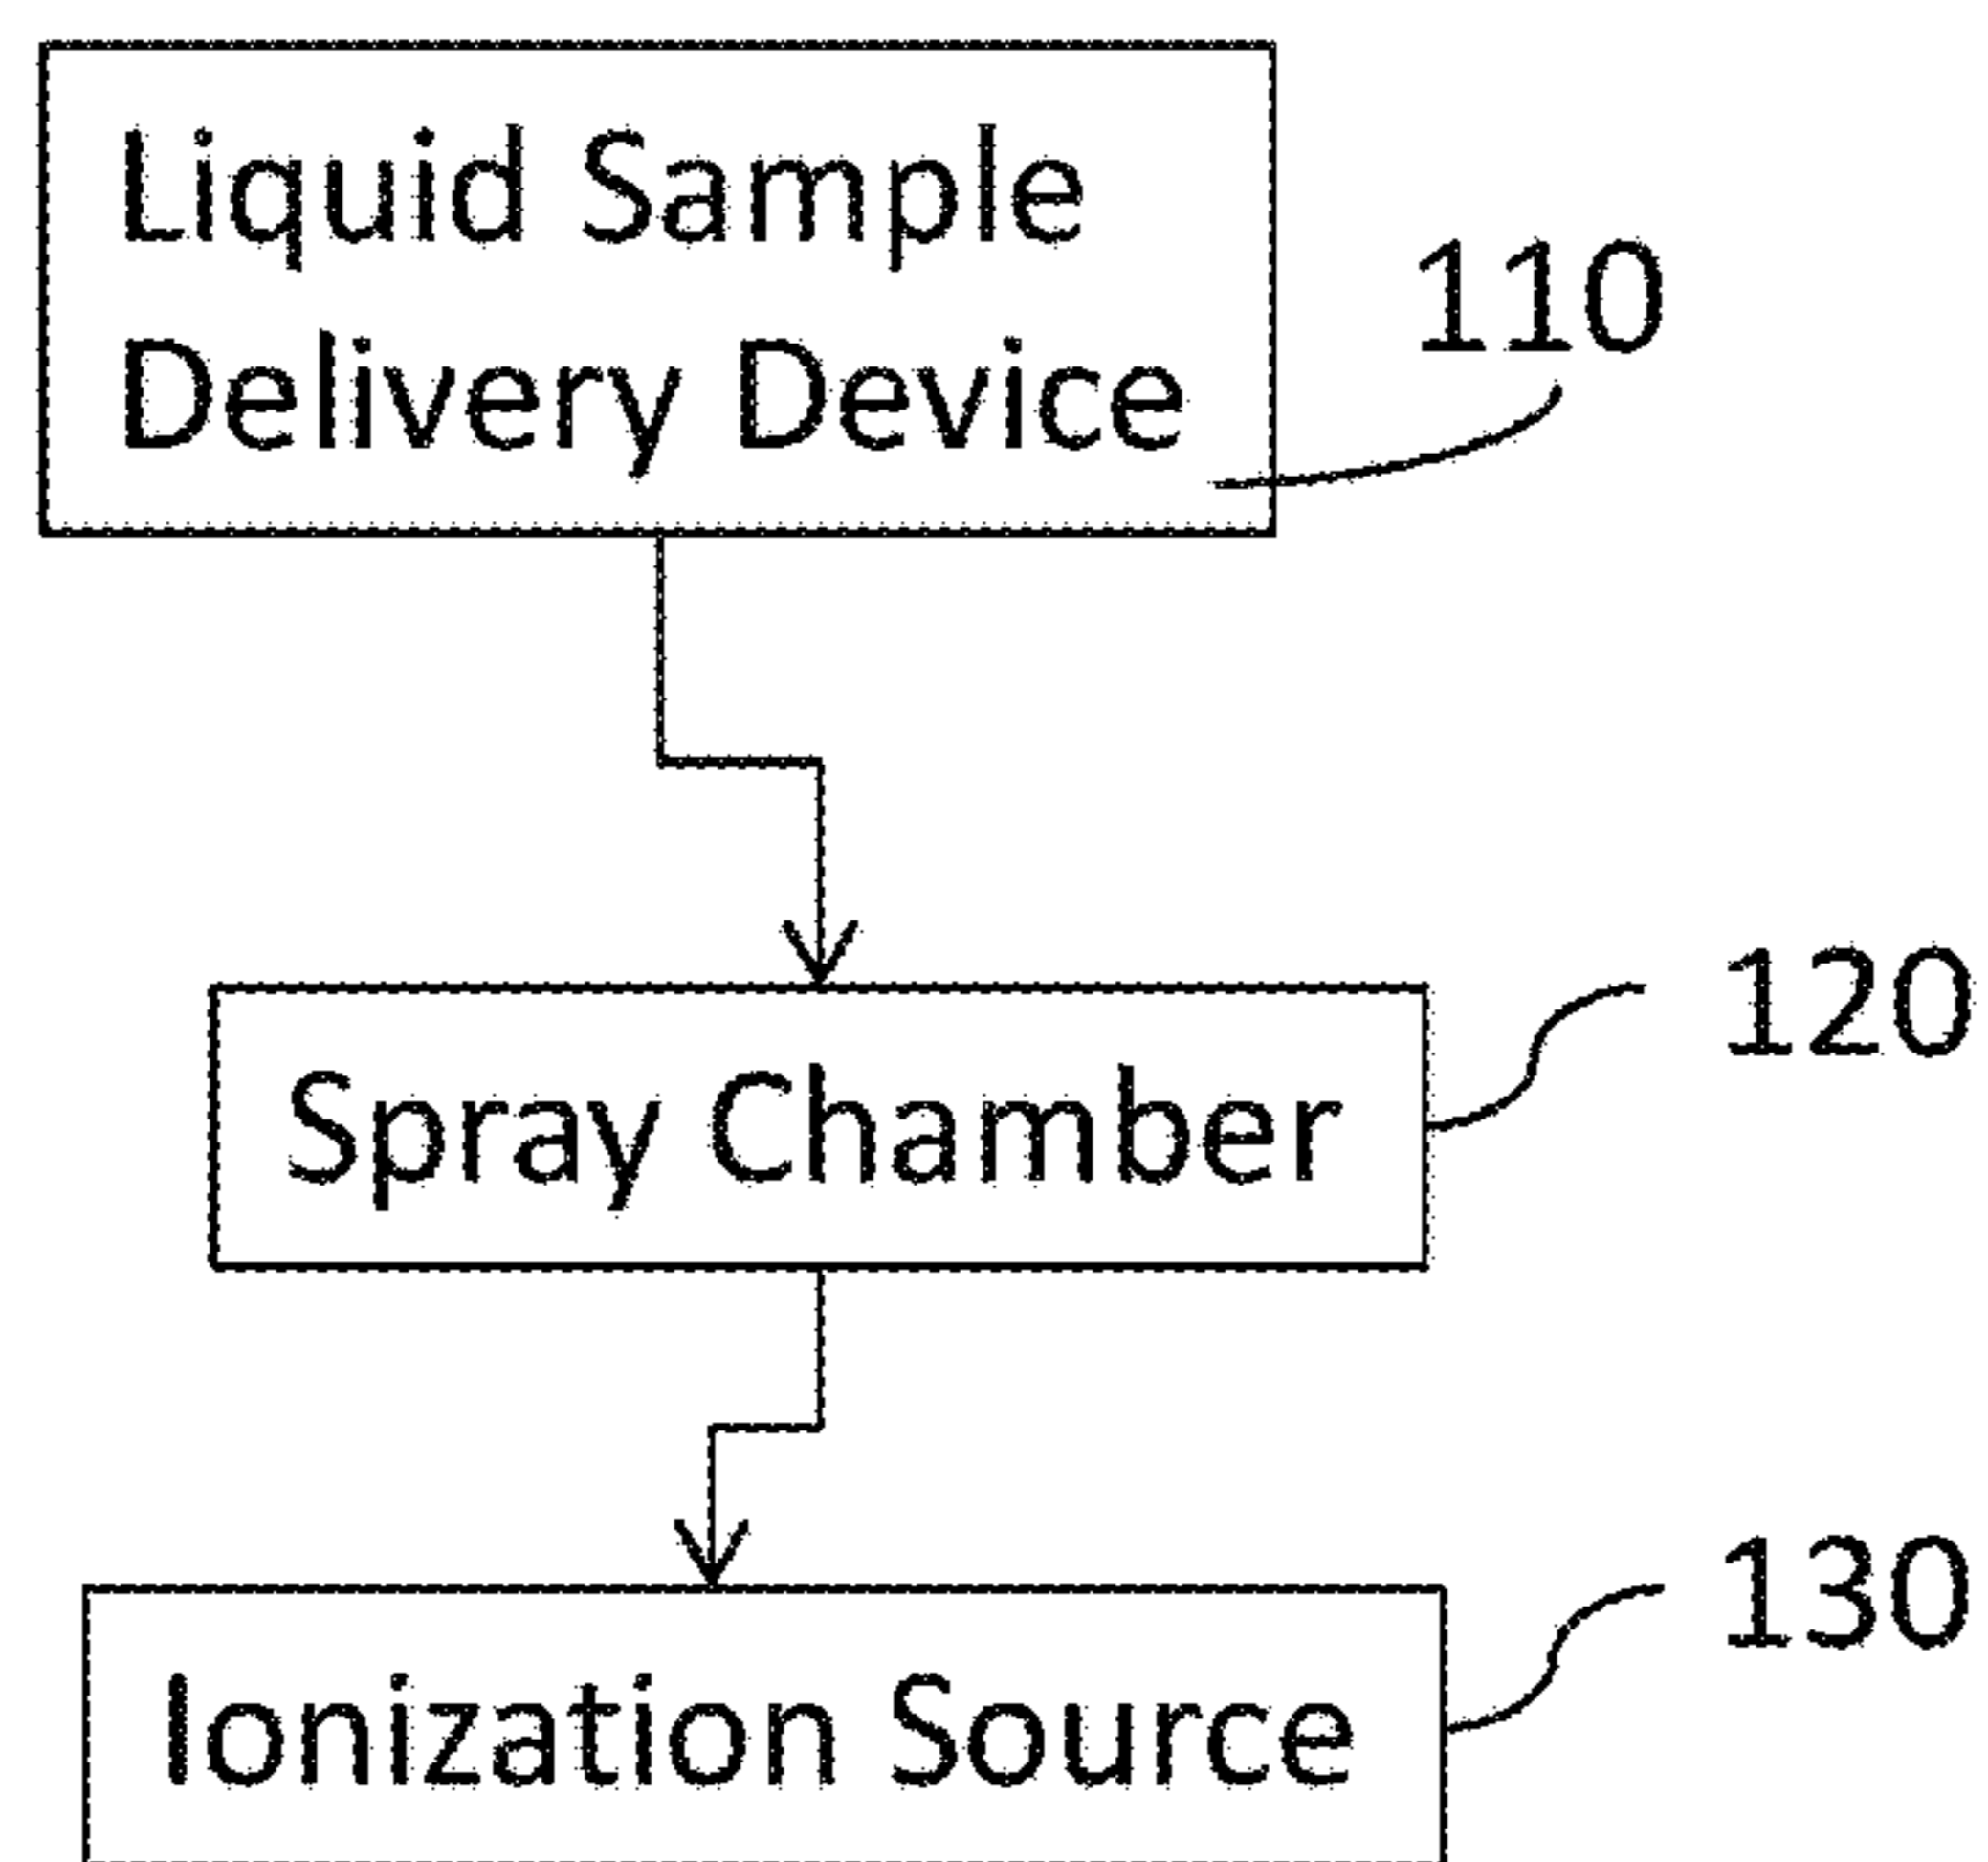 Liquid Sample
Delivery Device
110
120
Spray Chamber
130
Ionization Source